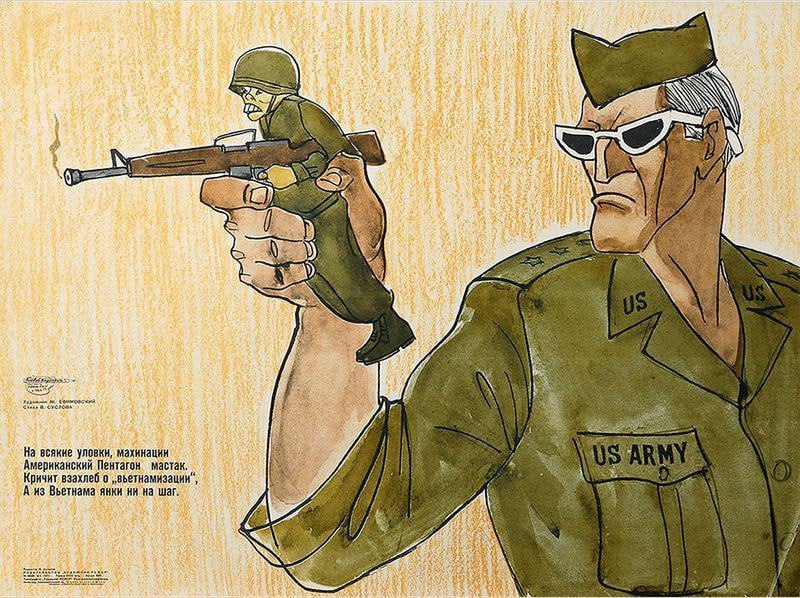 US
US
US ARMY
Художник Ж. ЕФИМОВСКИЙ
Стихи В. СУСЛОВА
На всякие уловки, махинации
Американский Пентагон мастак.
Кричит взахлеб о „вьетнамизации“,
А из Вьетнама янки ни на шаг.